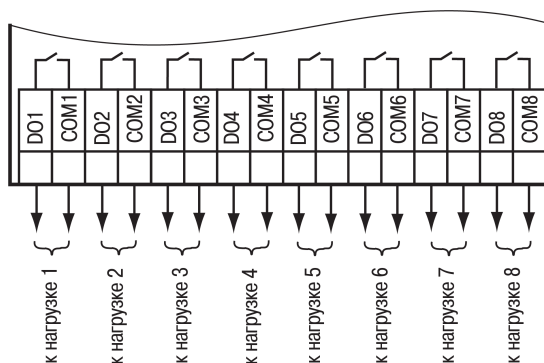 DO1
COM1
DO2
COM2
DO3
COM3
DO4
COM4
DO5
COM5
DO6
COM6
DO7
COM7
DO8
COM8
к нагрузке 1
к нагрузке 2
к нагрузке 3
к нагрузке 4
к нагрузке 5
к нагрузке 6
к нагрузке 7
к нагрузке 8